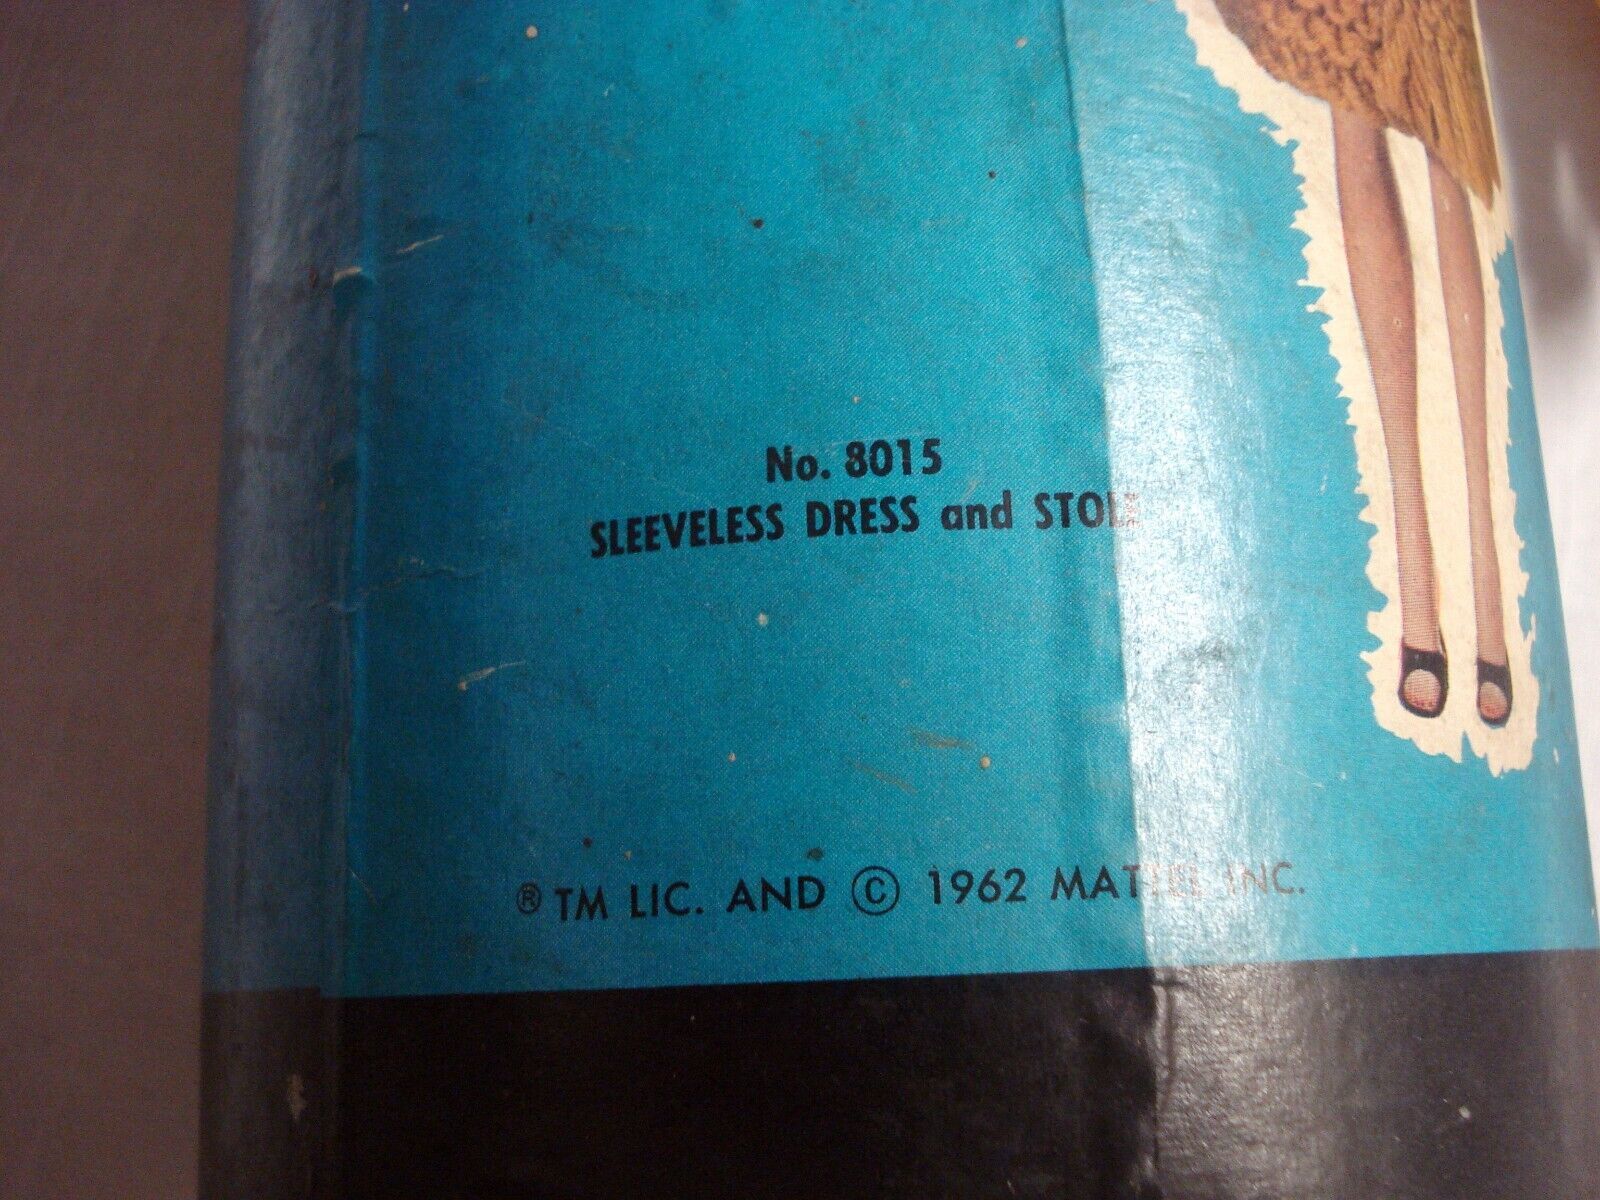 No. 8015
SLEEVELESS DRESS and STOLE
® TM LIC. AND © 1962 MATTEL INC.